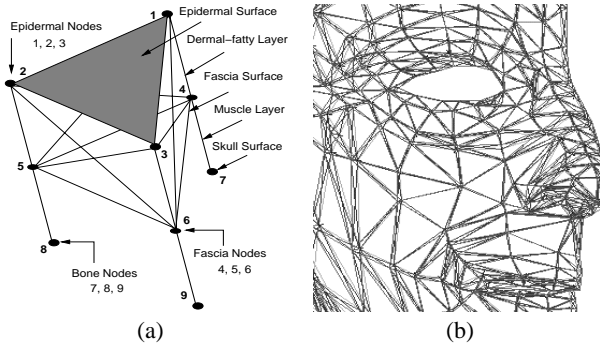 1
Epidermal Surface
Epidermal Nodes
1, 2, 3
Dermal-fatty Layer
2
Fascia Surface
4
Muscle Layer
3
Skull Surface
5
7
6
8
Bone Nodes
7, 8, 9
Fascia Nodes
4, 5, 6
9
(a)
(b)